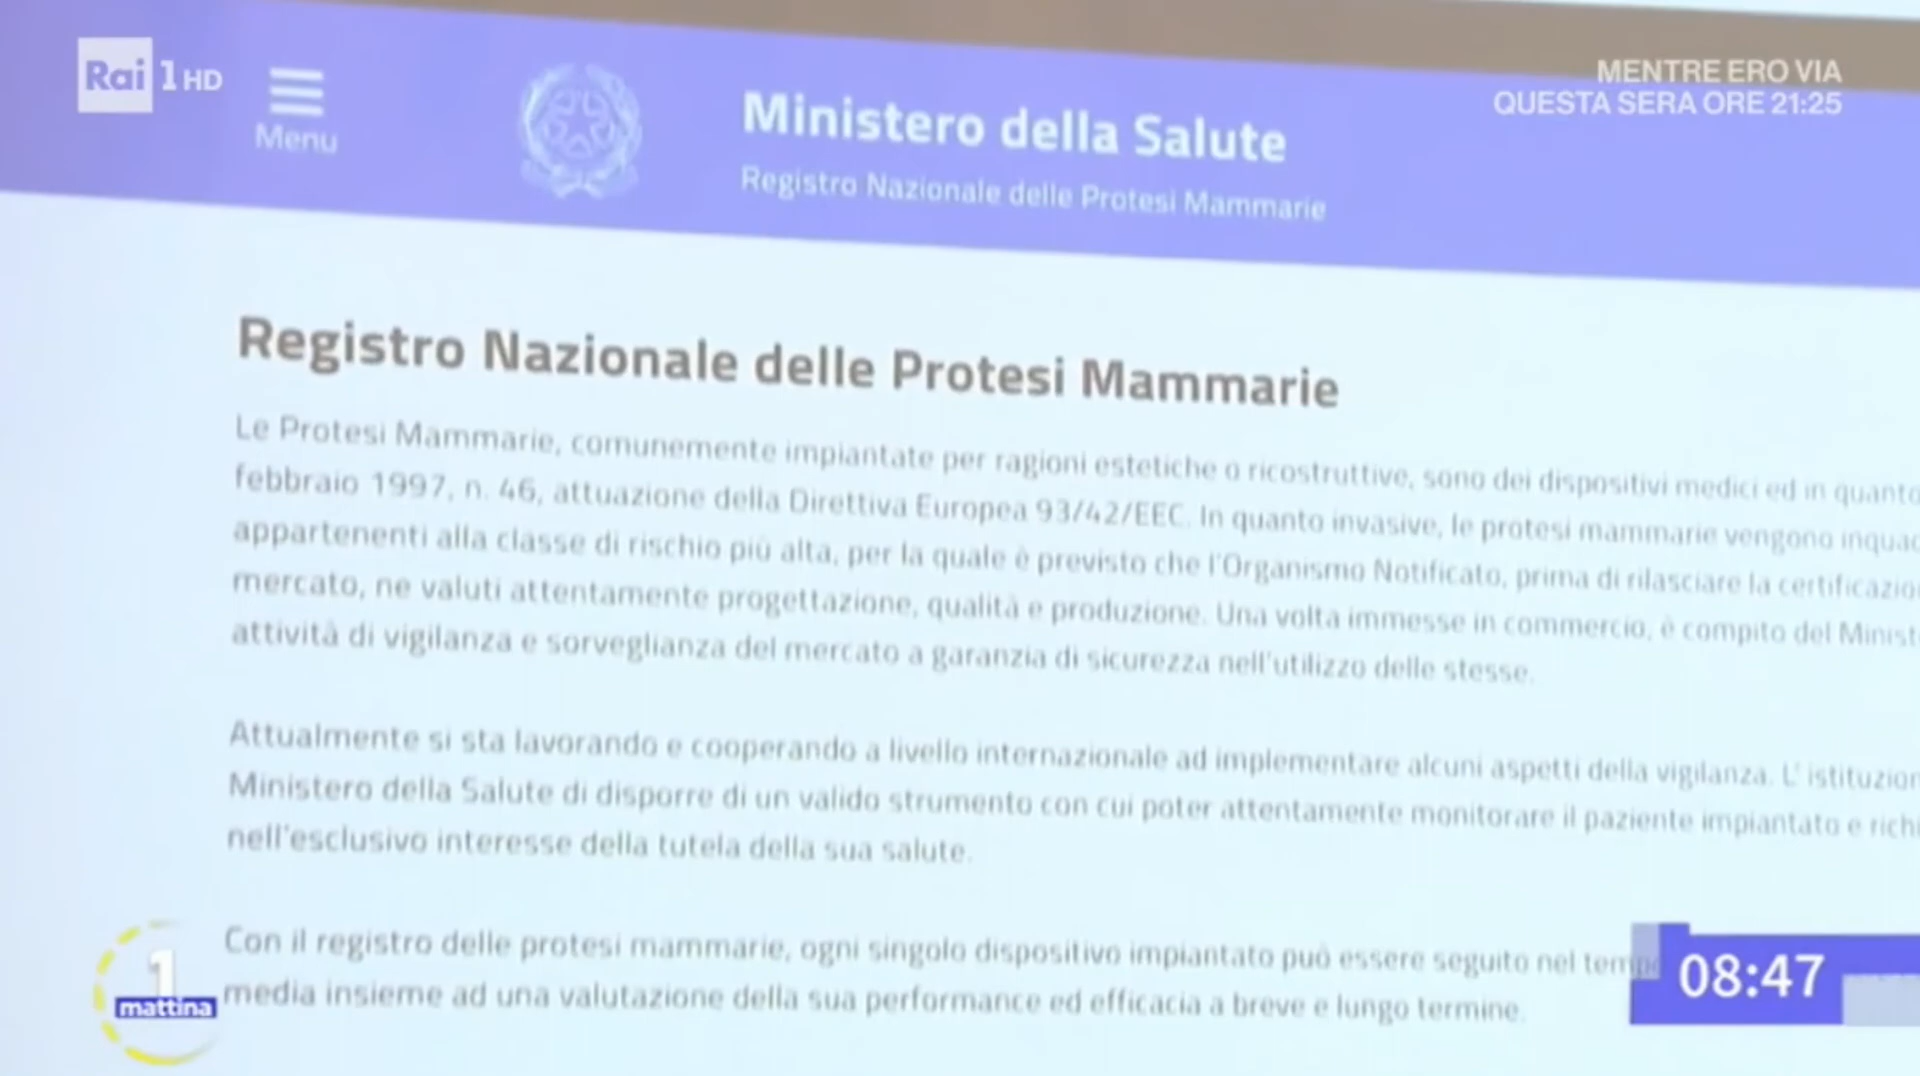 Rai 1 HD
Menu
Ministero della Salute
Registro Nazionale delle Protesi Mammarie
MENTRE ERO VIA
QUESTA SERA ORE 21:25
Registro Nazionale delle Protesi Mammarie
Le Protesi Mammarie, comunemente impiantate per ragioni estetiche o ricostruttive, sono dei dispositivi medici ed in quanto
febbraio 1997, n. 46, attuazione della Direttiva Europea 93/42/EEC. In quanto invasive, le protesi mammarie vengono inquad
appartenenti alla classe di rischio più alta, per la quale è previsto che l'Organismo Notificato, prima di rilasciare la certificazion
mercato, ne valuti attentamente progettazione, qualità e produzione. Una volta immesse in commercio, è compito del Ministe
attività di vigilanza e sorveglianza del mercato a garanzia di sicurezza nell'utilizzo delle stesse.
Attualmente si sta lavorando e cooperando a livello internazionale ad implementare alcuni aspetti della vigilanza. L' istituzion
Ministero della Salute di disporre di un valido strumento con cui poter attentamente monitorare il paziente impiantato e richi
nell'esclusivo interesse della tutela della sua salute.
Con il registro delle protesi mammarie, ogni singolo dispositivo impiantato può essere seguito nel temp
media insieme ad una valutazione della sua performance ed efficacia a breve e lungo termine.
1
mattina
08:47